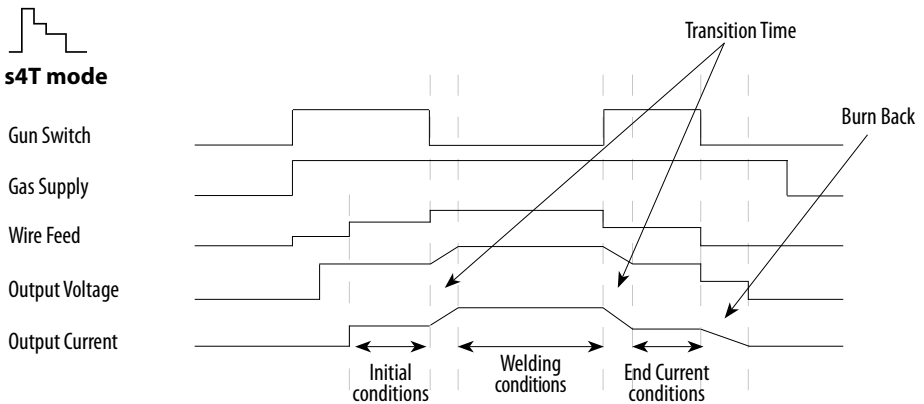 Transition Time
s4T mode
Burn Back
Gun Switch
Gas Supply
Wire Feed
Output Voltage
Output Current
Initial
conditions
Welding
conditions
End Current
conditions